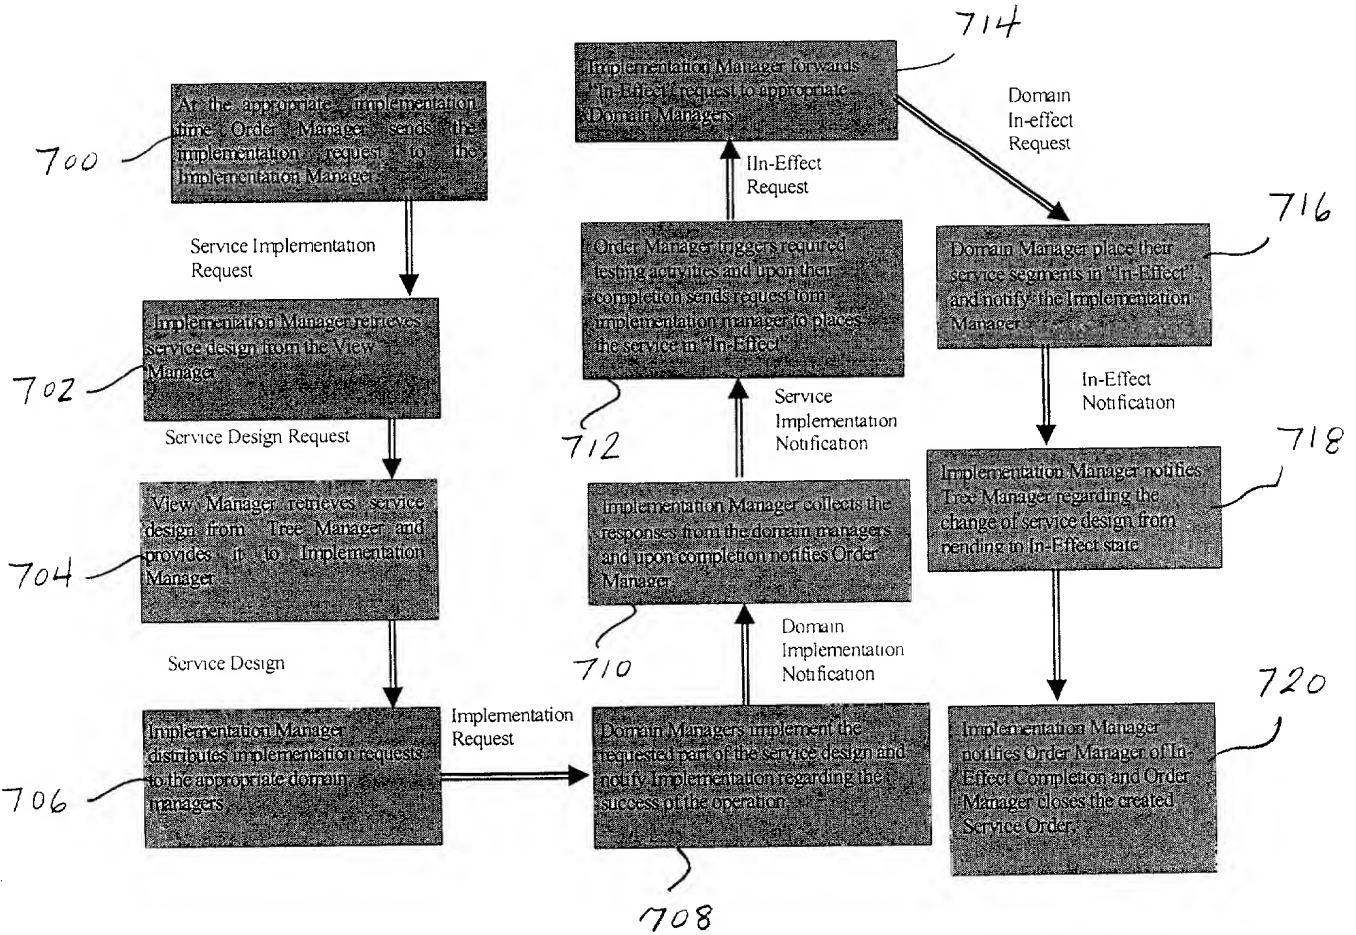 700
At the appropriate implementation
time Order Manager sends the
implementation request to the
Implementation Manager
Service Implementation
Request
702
Implementation Manager retrieves
service design from the View
Manager
Service Design Request
704
View Manager retrieves service
design from Tree Manager and
provides it to Implementation
Manager
Service Design
706
Implementation Manager
distributes implementation requests
to the appropriate domain
managers
Implementation
Request
Domain Managers implement the
requested part of the service design and
notify Implementation regarding the
success of the operation.
708
Domain
Implementation
Notification
Implementation Manager collects the
responses from the domain managers
and upon completion notifies Order
Manager.
710
Service
Implementation
Notification
Order Manager triggers required
testing activities and upon their
completion sends request tom
implementation manager to places
the service in "In-Effect"
712
IIn-Effect
Request
Implementation Manager forwards
"In-Effect" request to appropriate
Domain Managers
714
Domain
In-effect
Request
716
Domain Manager place their
service segments in "In-Effect",
and notify the Implementation
Manager
In-Effect
Notification
718
Implementation Manager notifies
Tree Manager regarding the
change of service design from
pending to In-Effect state
720
Implementation Manager
notifies Order Manager of In-
Effect Completion and Order
Manager closes the created
Service Order.